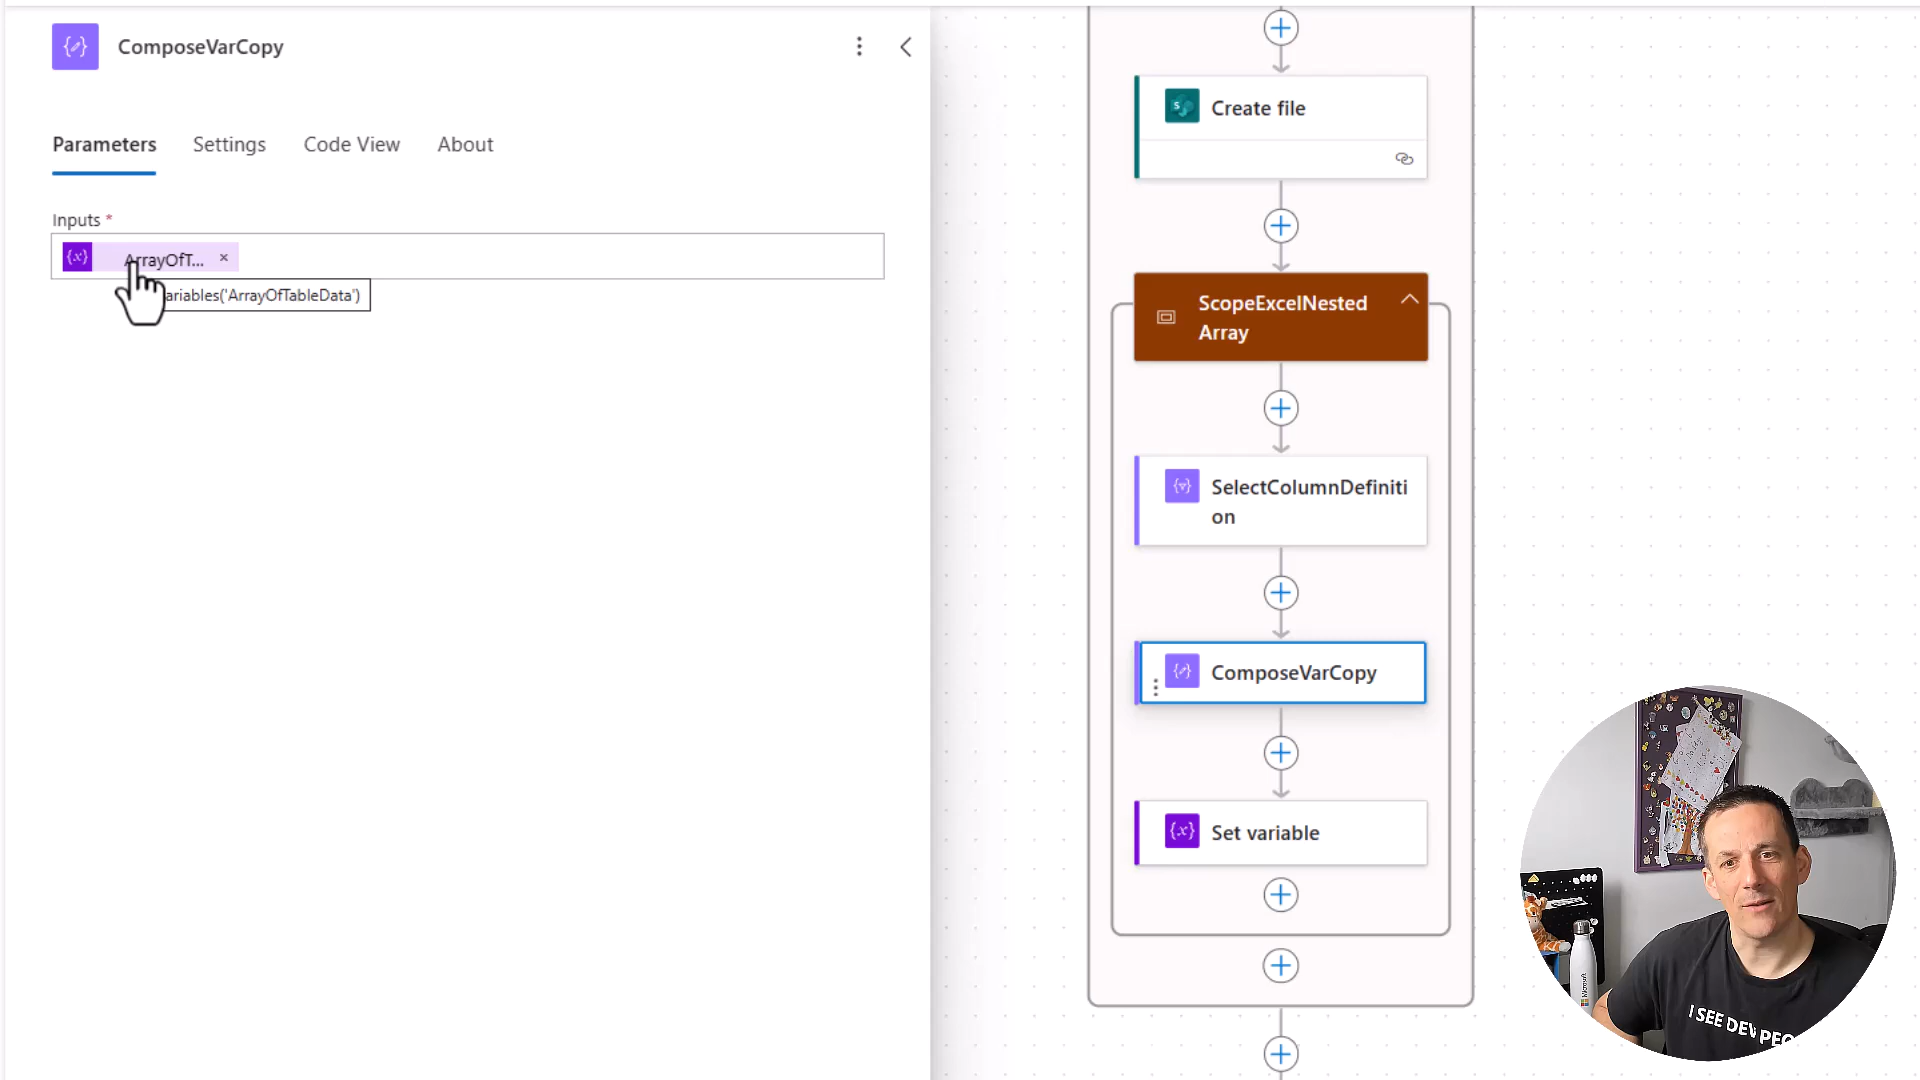 ComposeVarCopy
Parameters
Settings
Code View
About
Inputs *
ArrayOfT...
ariables('ArrayOfTableData')
Create file
ScopeExcelNested
Array
SelectColumnDefiniti
on
ComposeVarCopy
Set variable
Microsoft
I SEE DEV PEO